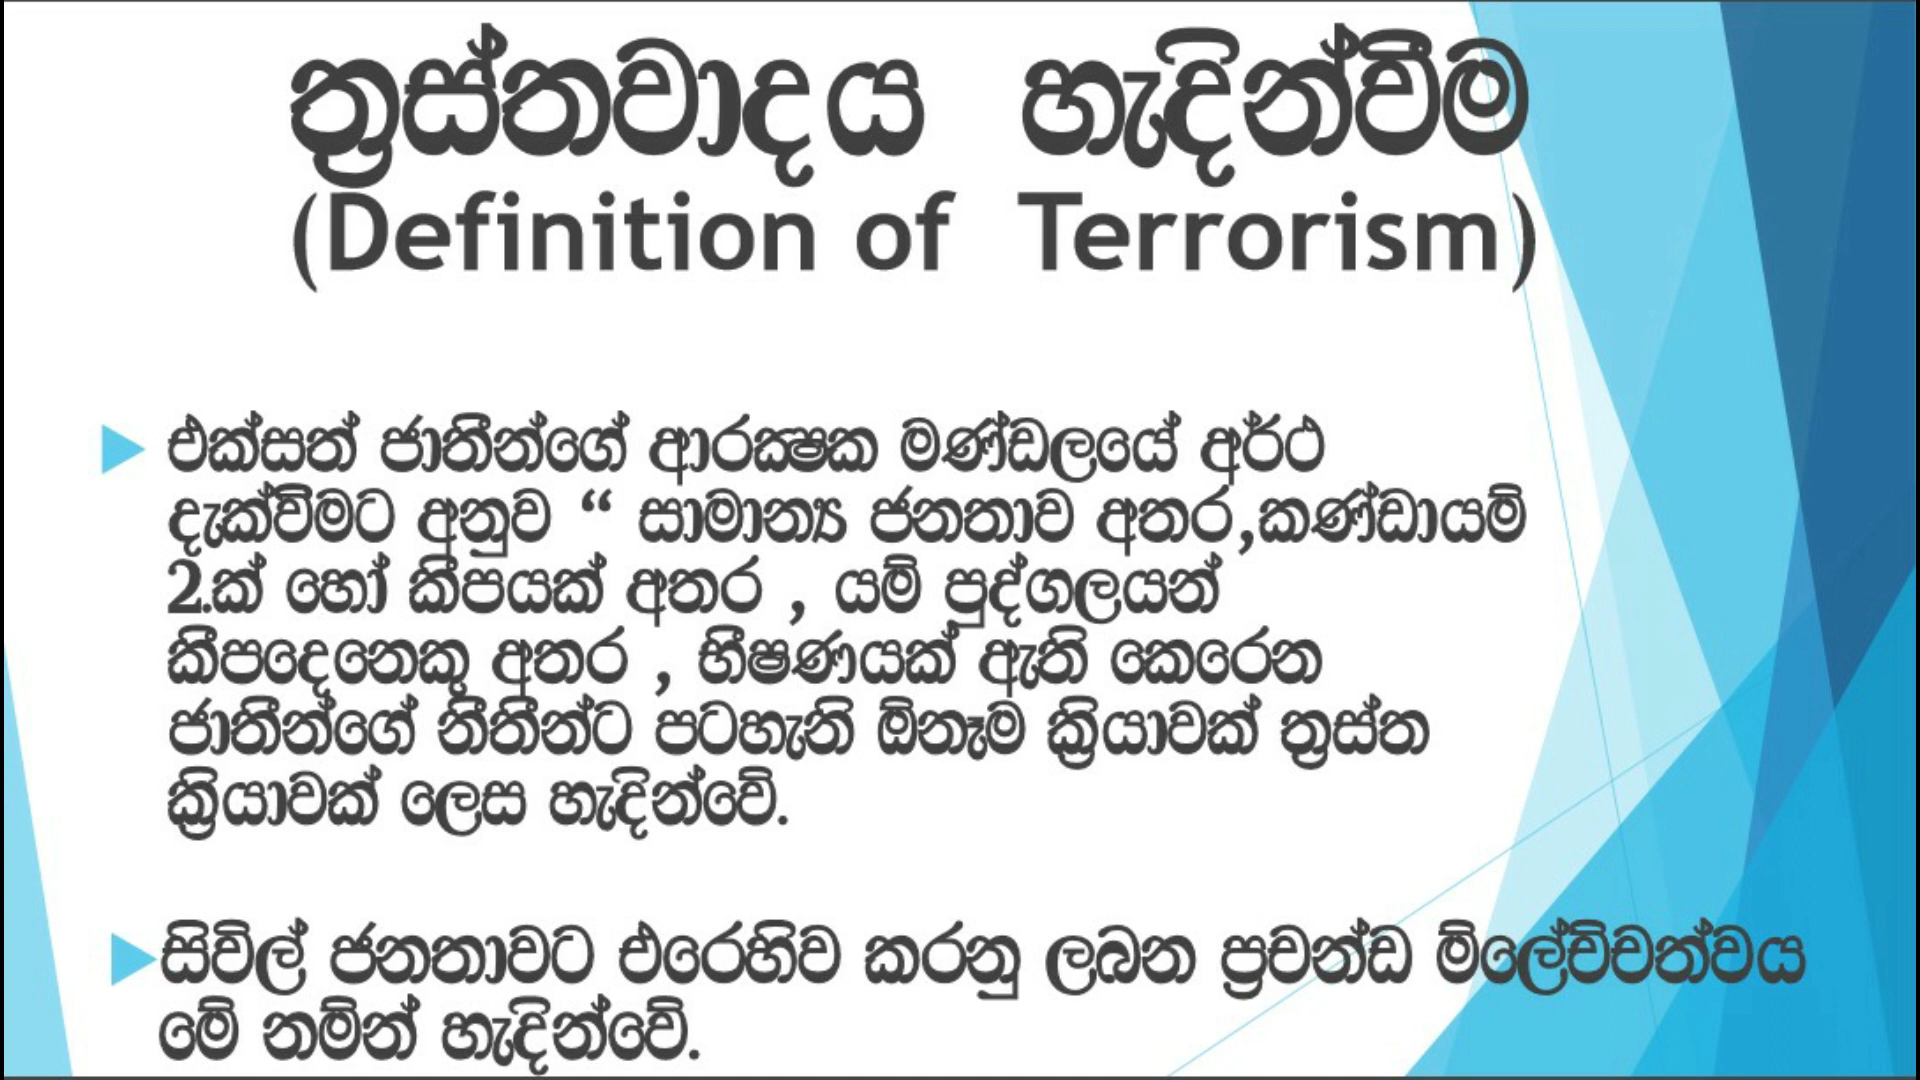 ත්‍රස්තවාදය හැදින්වීම
(Definition of Terrorism)
එක්සත් ජාතීන්ගේ ආරක්‍ෂක මණ්ඩලයේ අර්ථ
දැක්විමට අනුව “ සාමාන්‍ය ජනතාව අතර,කණ්ඩායම්
2.ක් හෝ කිපයක් අතර , යම් පුද්ගලයන්
කීපදෙනෙකු අතර , භීෂණයක් ඇති කෙරෙන
ජාතීන්ගේ නීතීන්ට පටහැනි ඕනෑම ක්‍රියාවක් ත්‍රස්ත
ක්‍රියාවක් ලෙස හැදින්වේ.
සිවිල් ජනතාවට එරෙහිව කරනු ලබන ප්‍රචන්ඩ ම්ලේච්චත්වය
මේ නමින් හැදින්වේ.